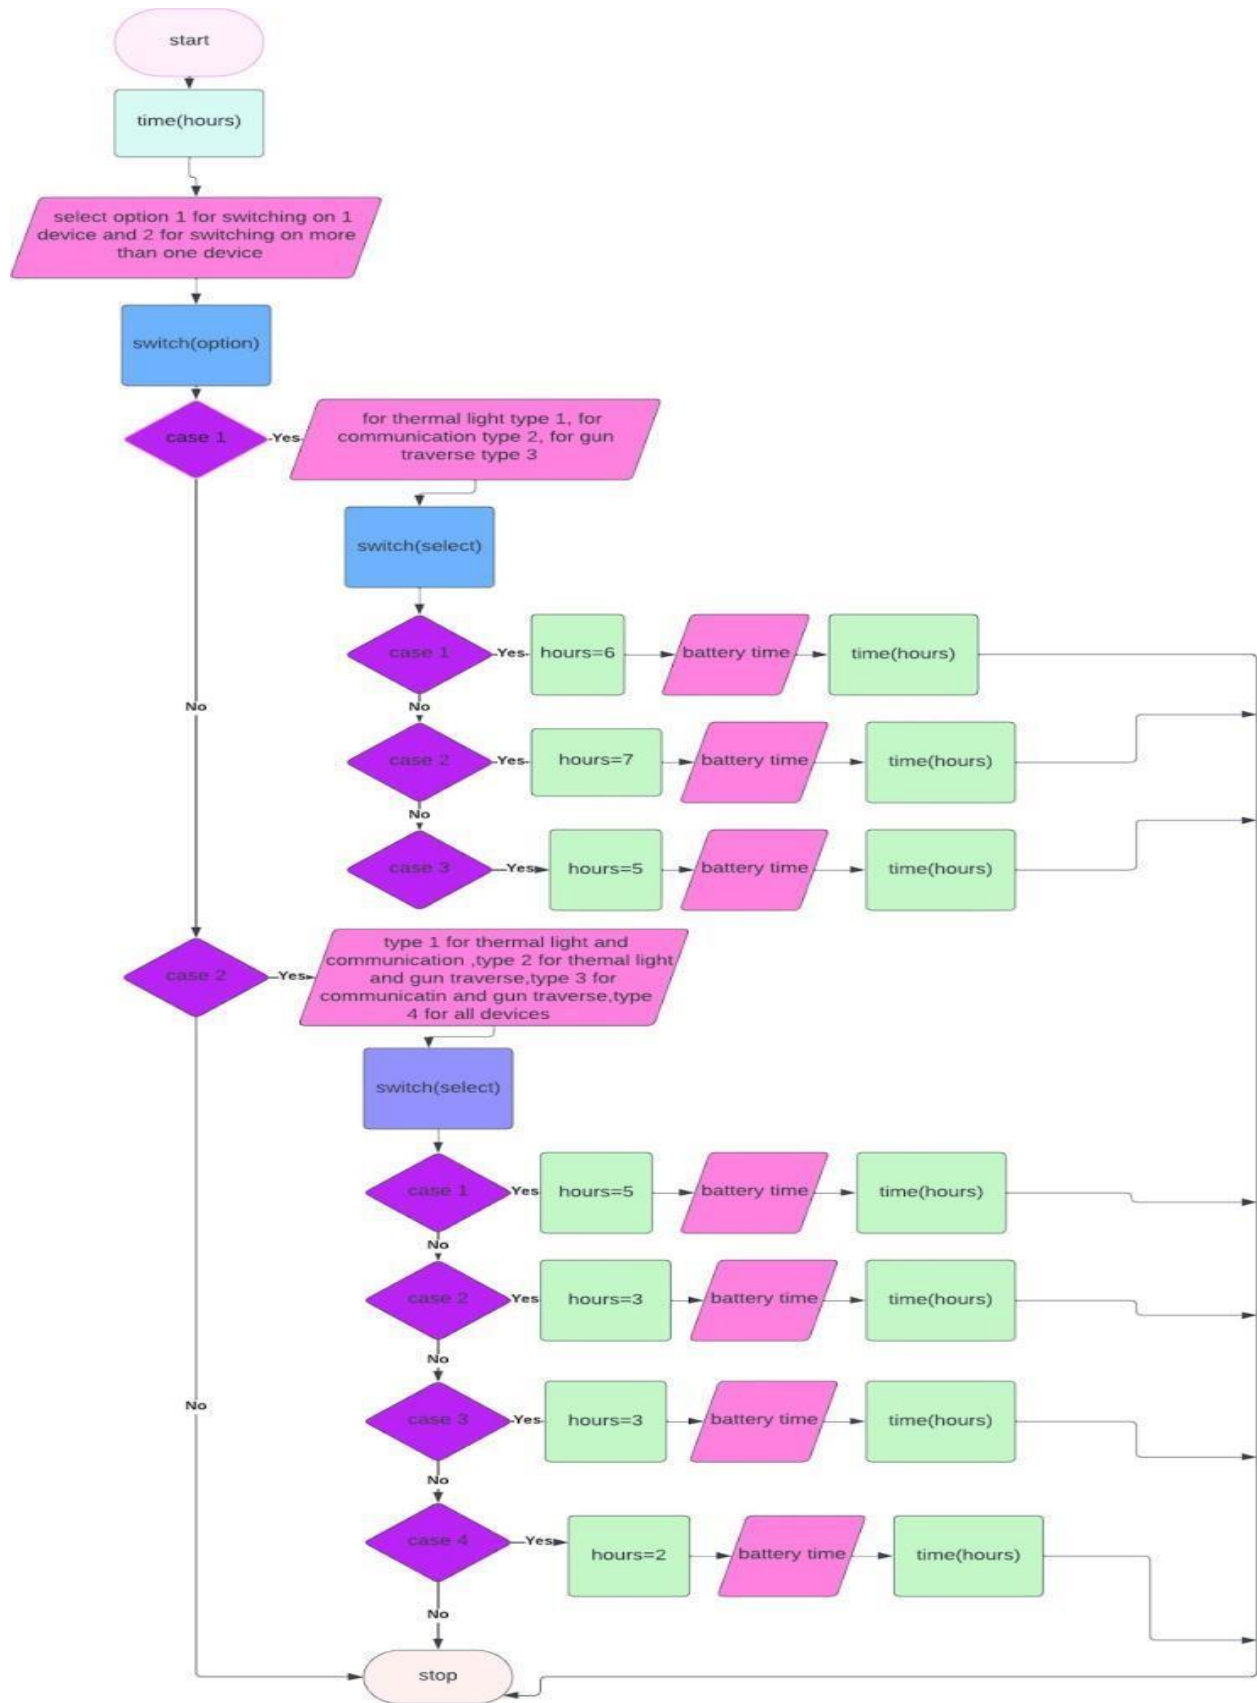 start
time(hours)
select option 1 for switching on 1
device and 2 for switching on more
than one device
switch(option)
case 1
Yes
for thermal light type 1, for
communication type 2, for gun
traverse type 3
switch(select)
case 1
Yes
hours=6
battery time
time(hours)
No
No
case 2
Yes
hours=7
battery time
time(hours)
No
case 3
Yes
hours=5
battery time
time(hours)
case 2
Yes
type 1 for thermal light and
communication ,type 2 for themal light
and gun traverse,type 3 for
communicatin and gun traverse,type
4 for all devices
switch(select)
case 1
Yes
hours=5
battery time
time(hours)
No
case 2
Yes
hours=3
battery time
time(hours)
No
No
case 3
Yes
hours=3
battery time
time(hours)
No
case 4
Yes
hours=2
battery time
time(hours)
No
stop